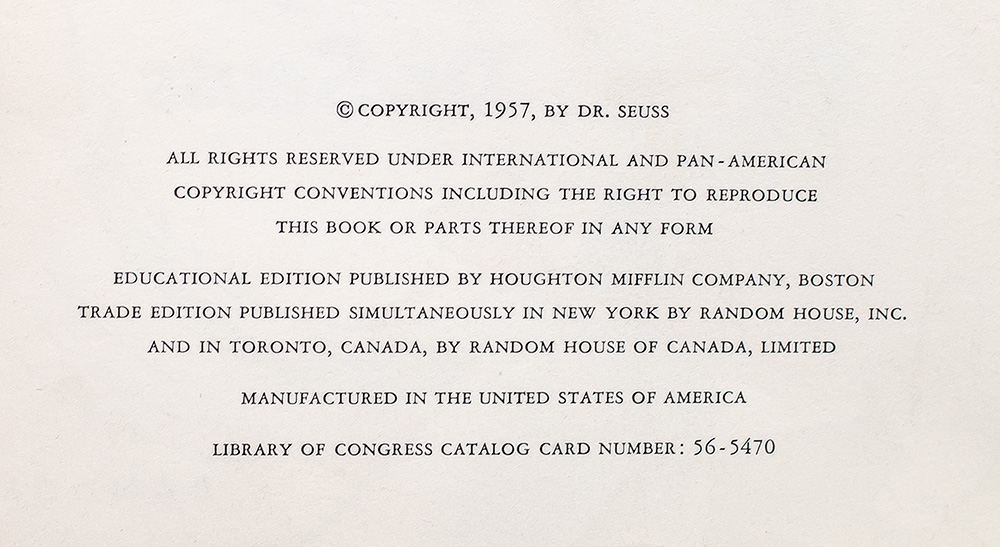 © COPYRIGHT, 1957, BY DR. SEUSS
ALL RIGHTS RESERVED UNDER INTERNATIONAL AND PAN-AMERICAN
COPYRIGHT CONVENTIONS INCLUDING THE RIGHT TO REPRODUCE
THIS BOOK OR PARTS THEREOF IN ANY FORM
EDUCATIONAL EDITION PUBLISHED BY HOUGHTON MIFFLIN COMPANY, BOSTON
TRADE EDITION PUBLISHED SIMULTANEOUSLY IN NEW YORK BY RANDOM HOUSE, INC.
AND IN TORONTO, CANADA, BY RANDOM HOUSE OF CANADA, LIMITED
MANUFACTURED IN THE UNITED STATES OF AMERICA
LIBRARY OF CONGRESS CATALOG CARD NUMBER: 56-5470